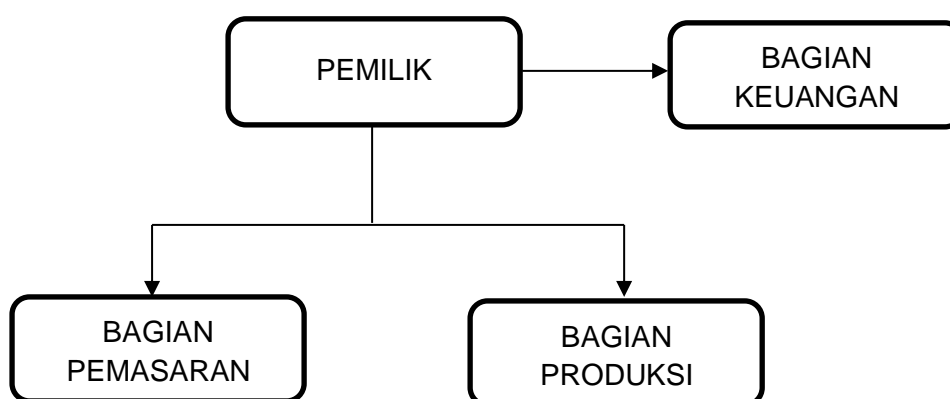 PEMILIK
BAGIAN
KEUANGAN
BAGIAN
PEMASARAN
BAGIAN
PRODUKSI